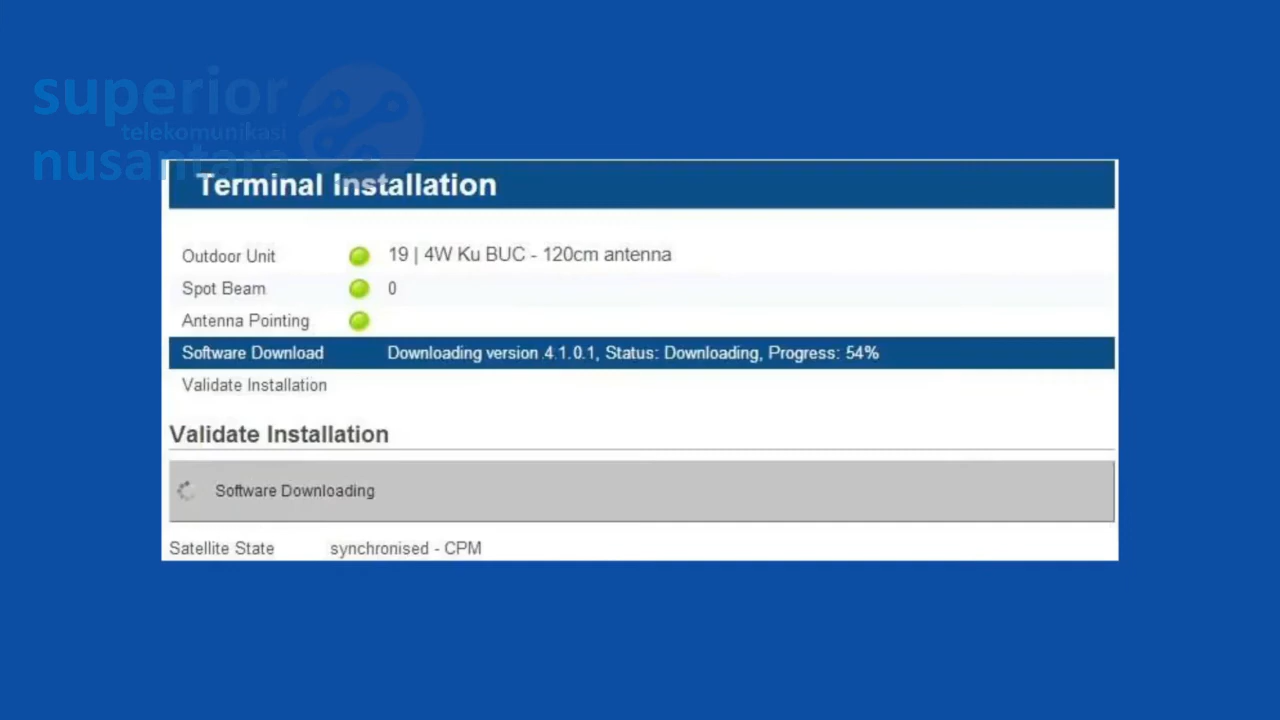 superior
telekomunikasi
nusantara
Terminal Installation
Outdoor Unit 19 | 4W Ku BUC - 120cm antenna
Spot Beam 0
Antenna Pointing
Software Download Downloading version 4.1.0.1, Status: Downloading, Progress: 54%
Validate Installation
Validate Installation
Software Downloading
Satellite State synchronised - CPM